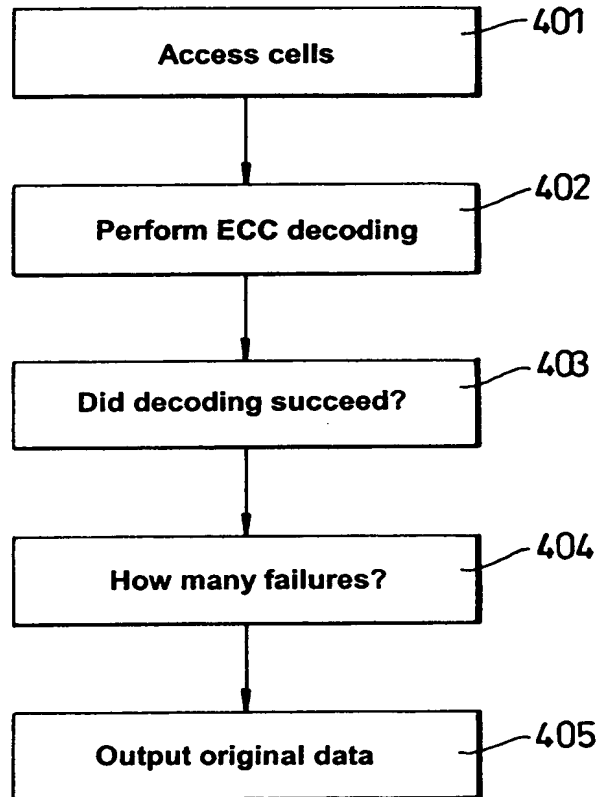 Access cells
401
Perform ECC decoding
402
Did decoding succeed?
403
How many failures?
404
Output original data
405